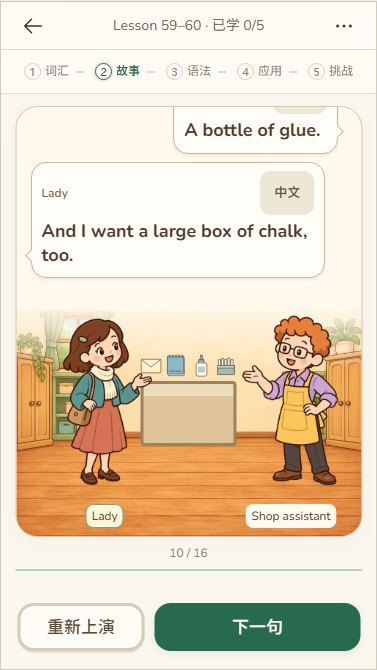 Lesson 59–60 · 已学 0/5
1 词汇 2 故事 3 语法 4 应用 5 挑战
A bottle of glue.
Lady
中文
And I want a large box of chalk,
too.
Lady
Shop assistant
10 / 16
重新上演
下一句